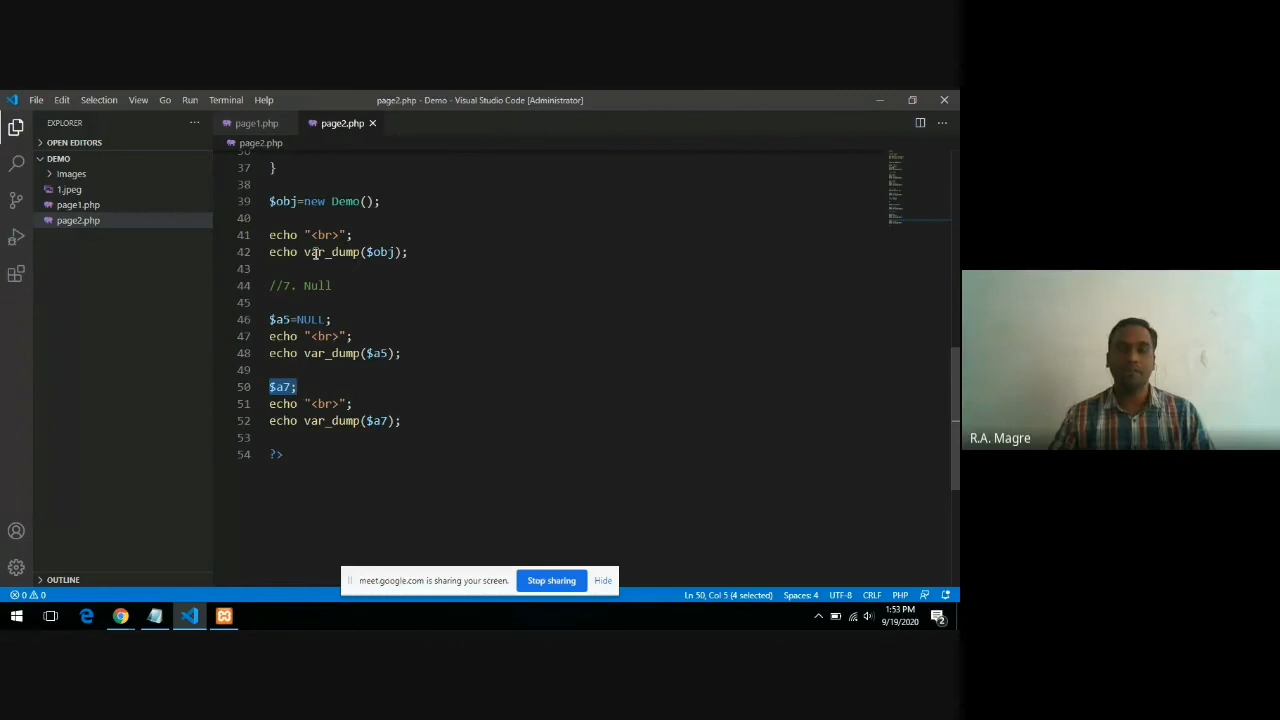 File Edit Selection View Go Run Terminal Help
page2.php - Demo - Visual Studio Code [Administrator]
EXPLORER
page1.php
page2.php
OPEN EDITORS
page2.php
DEMO
Images
1.jpeg
page1.php
page2.php
OUTLINE
36
37 }
38
39 $obj=new Demo();
40
41 echo "<br>";
42 echo var_dump($obj);
43
44 //7. Null
45
46 $a5=NULL;
47 echo "<br>";
48 echo var_dump($a5);
49
50 $a7;
51 echo "<br>";
52 echo var_dump($a7);
53
54 ?>
meet.google.com is sharing your screen. Stop sharing Hide
0 0
Ln 50, Col 5 (4 selected) Spaces: 4 UTF-8 CRLF PHP
1:53 PM
9/19/2020
2
R.A. Magre